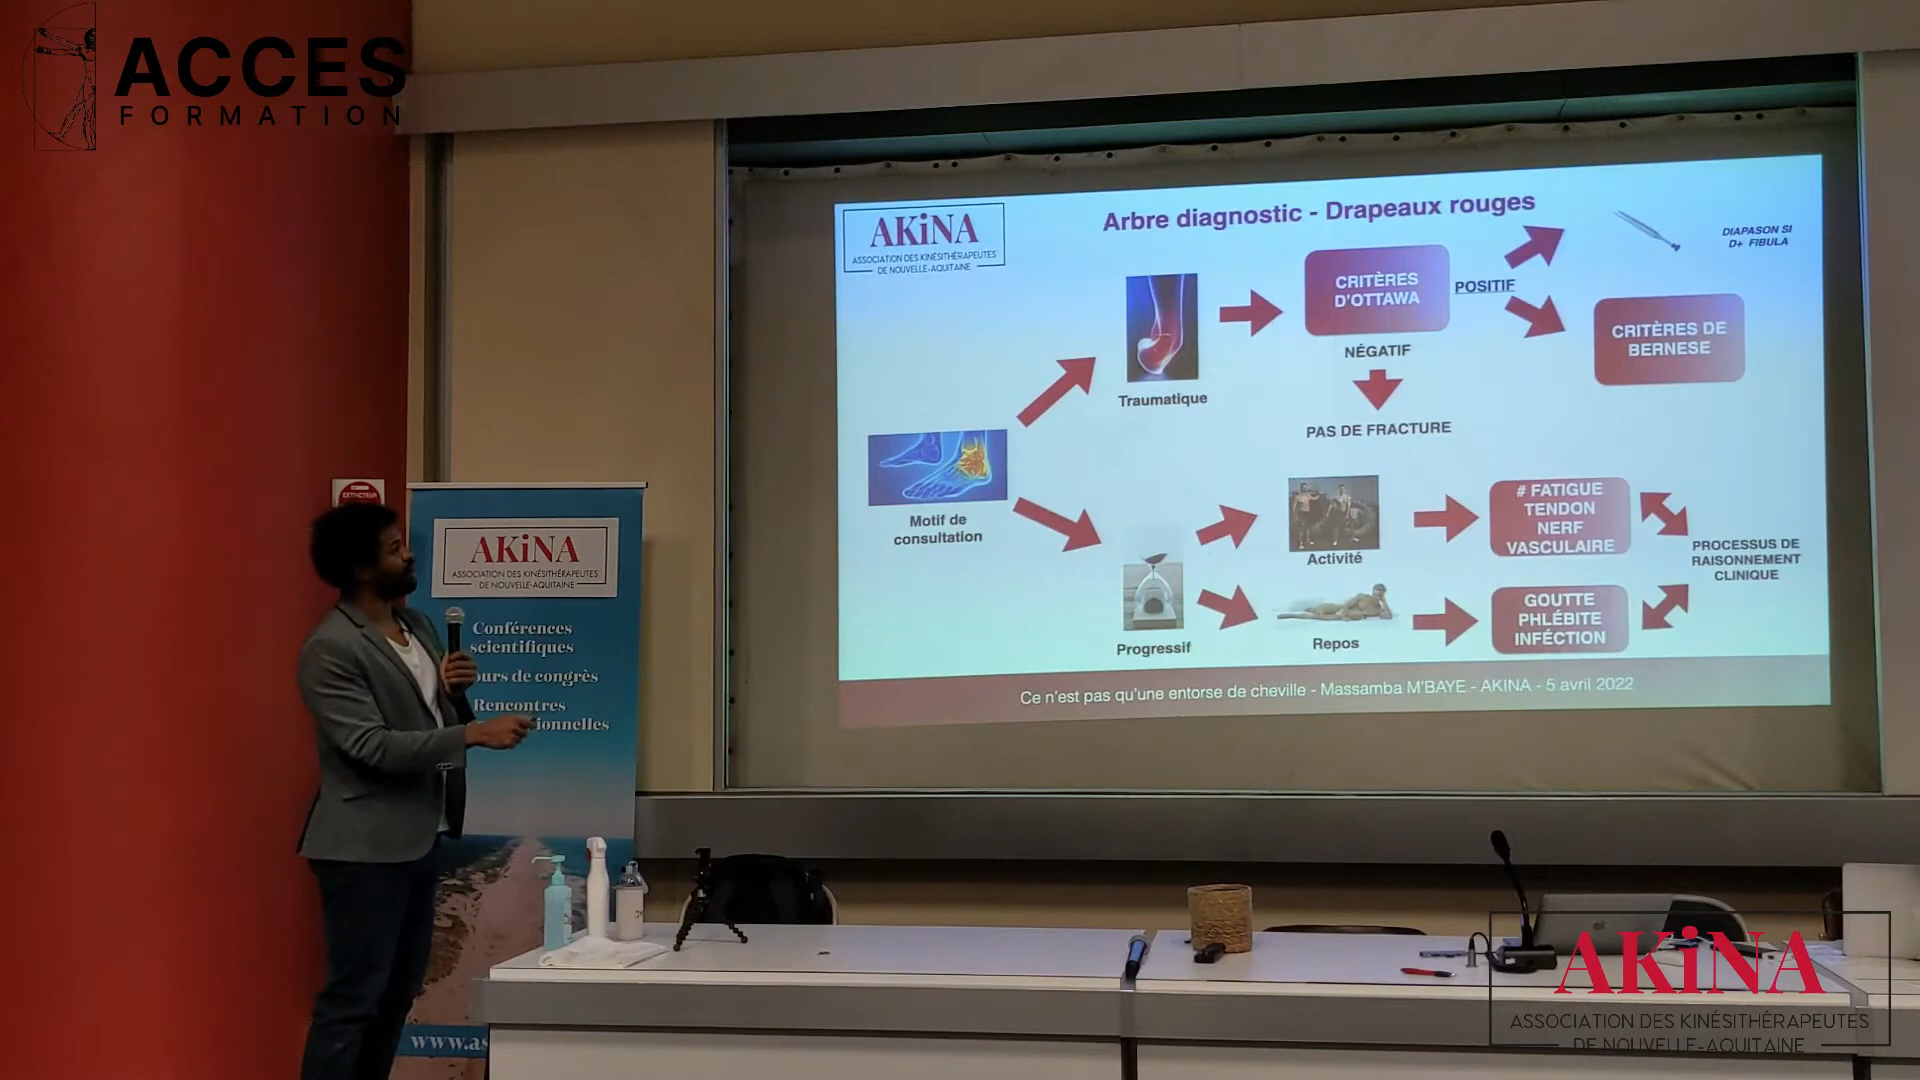 ACCES
FORMATION
AKiNA
ASSOCIATION DES KINÉSITHÉRAPEUTES
DE NOUVELLE-AQUITAINE
Arbre diagnostic - Drapeaux rouges
DIAPASON SI
D+ FIBULA
CRITÈRES
D'OTTAWA
POSITIF
CRITÈRES DE
BERNESE
NÉGATIF
PAS DE FRACTURE
Traumatique
Motif de
consultation
Activité
# FATIGUE
TENDON
NERF
VASCULAIRE
PROCESSUS DE
RAISONNEMENT
CLINIQUE
Progressif
Repos
GOUTTE
PHLÉBITE
INFÉCTION
Ce n'est pas qu'une entorse de cheville - Massamba M'BAYE - AKINA - 5 avril 2022
EXTINCTEUR
AKiNA
ASSOCIATION DES KINÉSITHÉRAPEUTES
DE NOUVELLE-AQUITAINE
Conférences
scientifiques
ours de congrès
Rencontres
ionnelles
www.as
AKiNA
ASSOCIATION DES KINÉSITHÉRAPEUTES
DE NOUVELLE-AQUITAINE